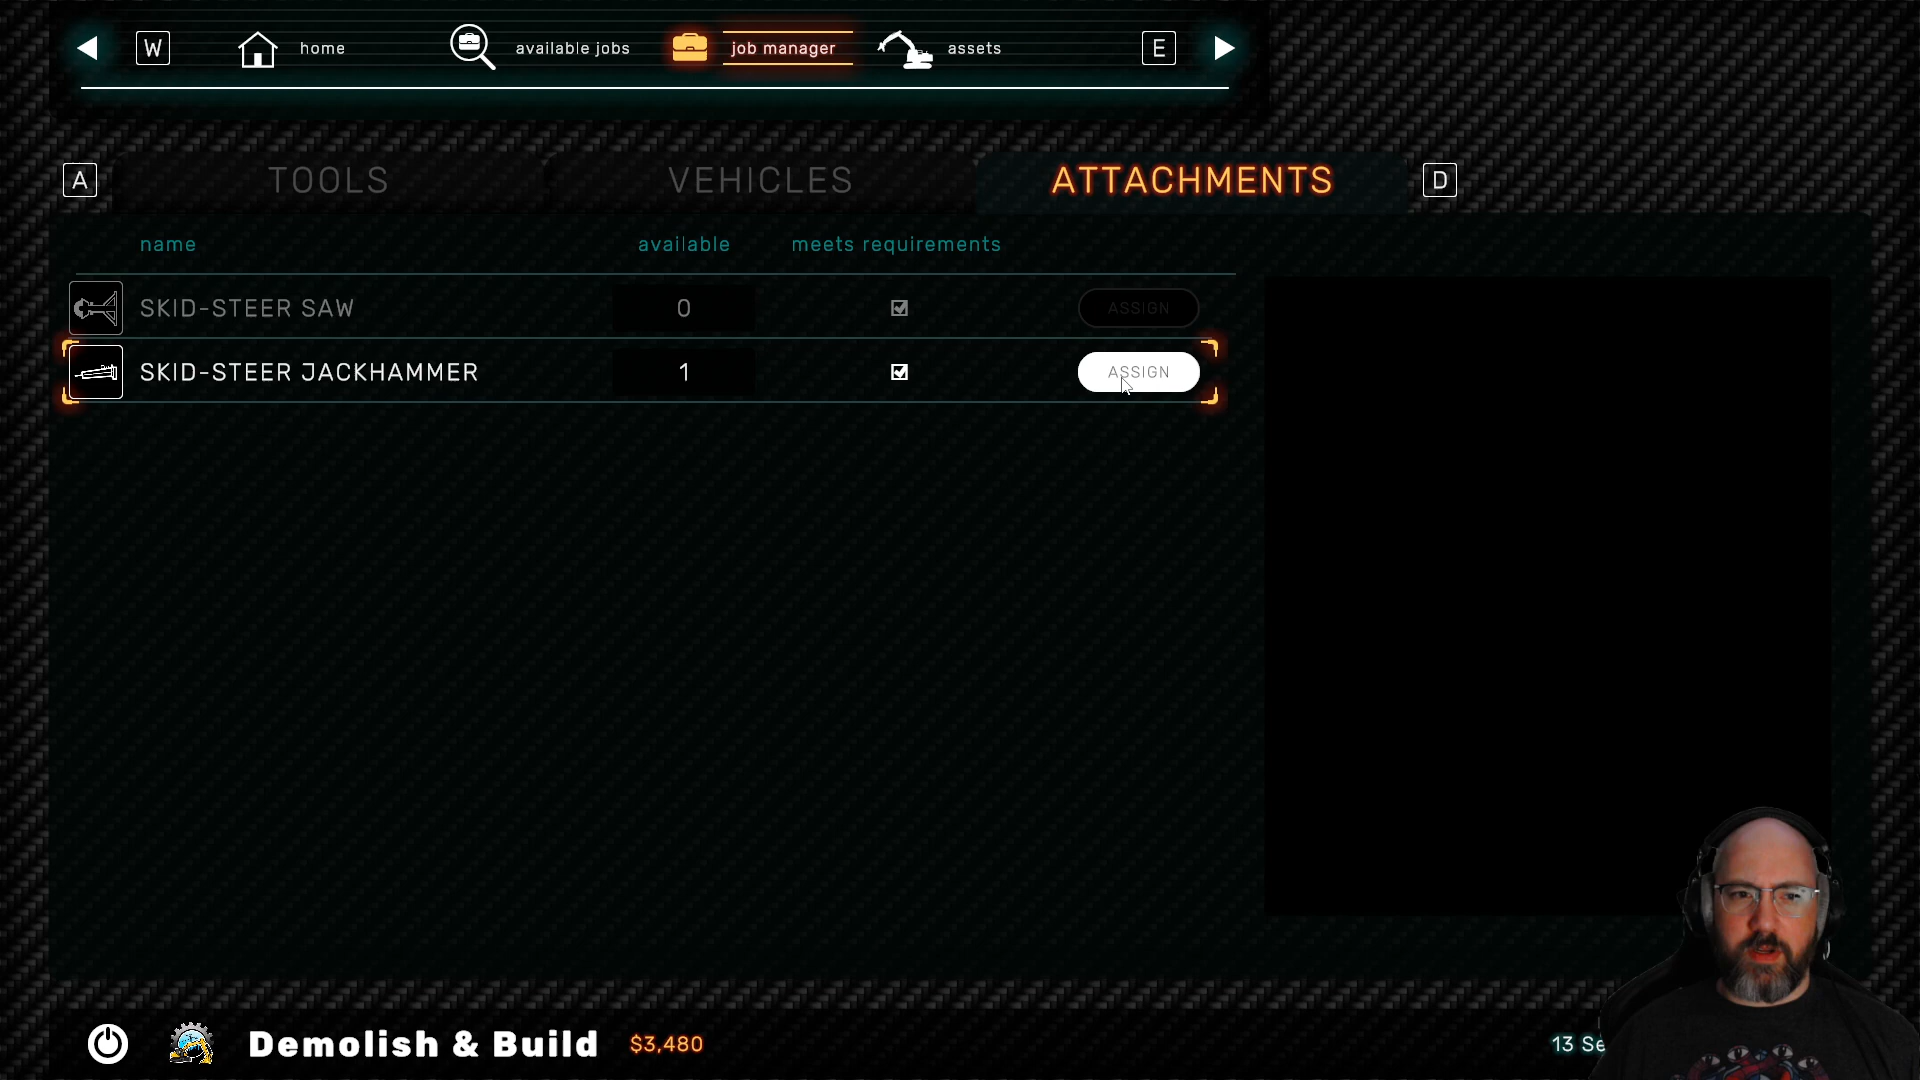 W home available jobs job manager assets E
A TOOLS VEHICLES ATTACHMENTS D
name available meets requirements
SKID-STEER SAW 0 ASSIGN
SKID-STEER JACKHAMMER 1 ASSIGN
Demolish & Build $3,480 13 Se